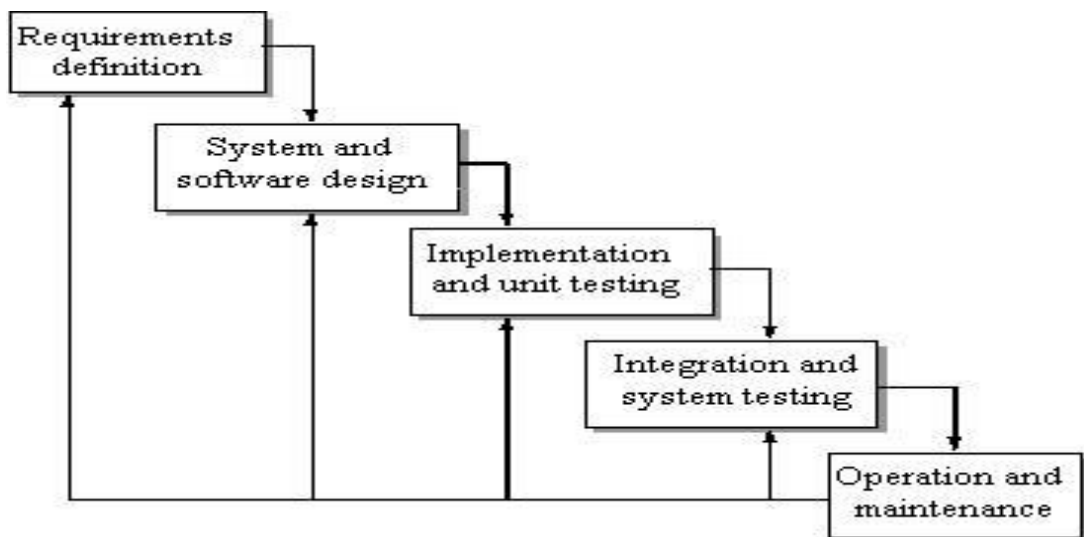 Requirements
definition
System and
software design
Implementation
and unit testing
Integration and
system testing
Operation and
maintenance